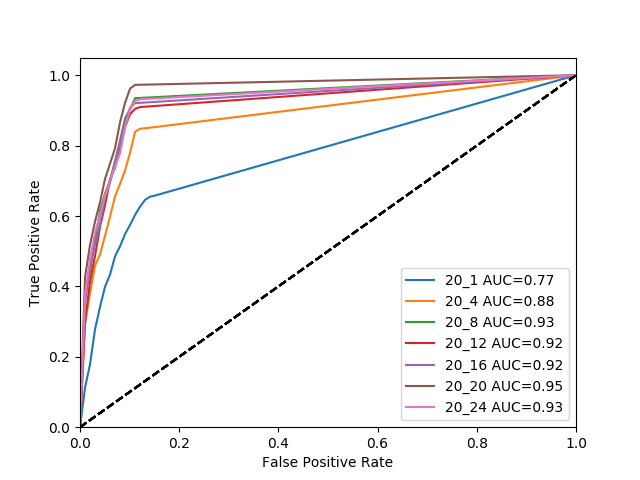 1.0
0.8
0.6
0.4
0.2
0.0
True Positive Rate
0.0 0.2 0.4 0.6 0.8 1.0
False Positive Rate
20_1 AUC=0.77
20_4 AUC=0.88
20_8 AUC=0.93
20_12 AUC=0.92
20_16 AUC=0.92
20_20 AUC=0.95
20_24 AUC=0.93